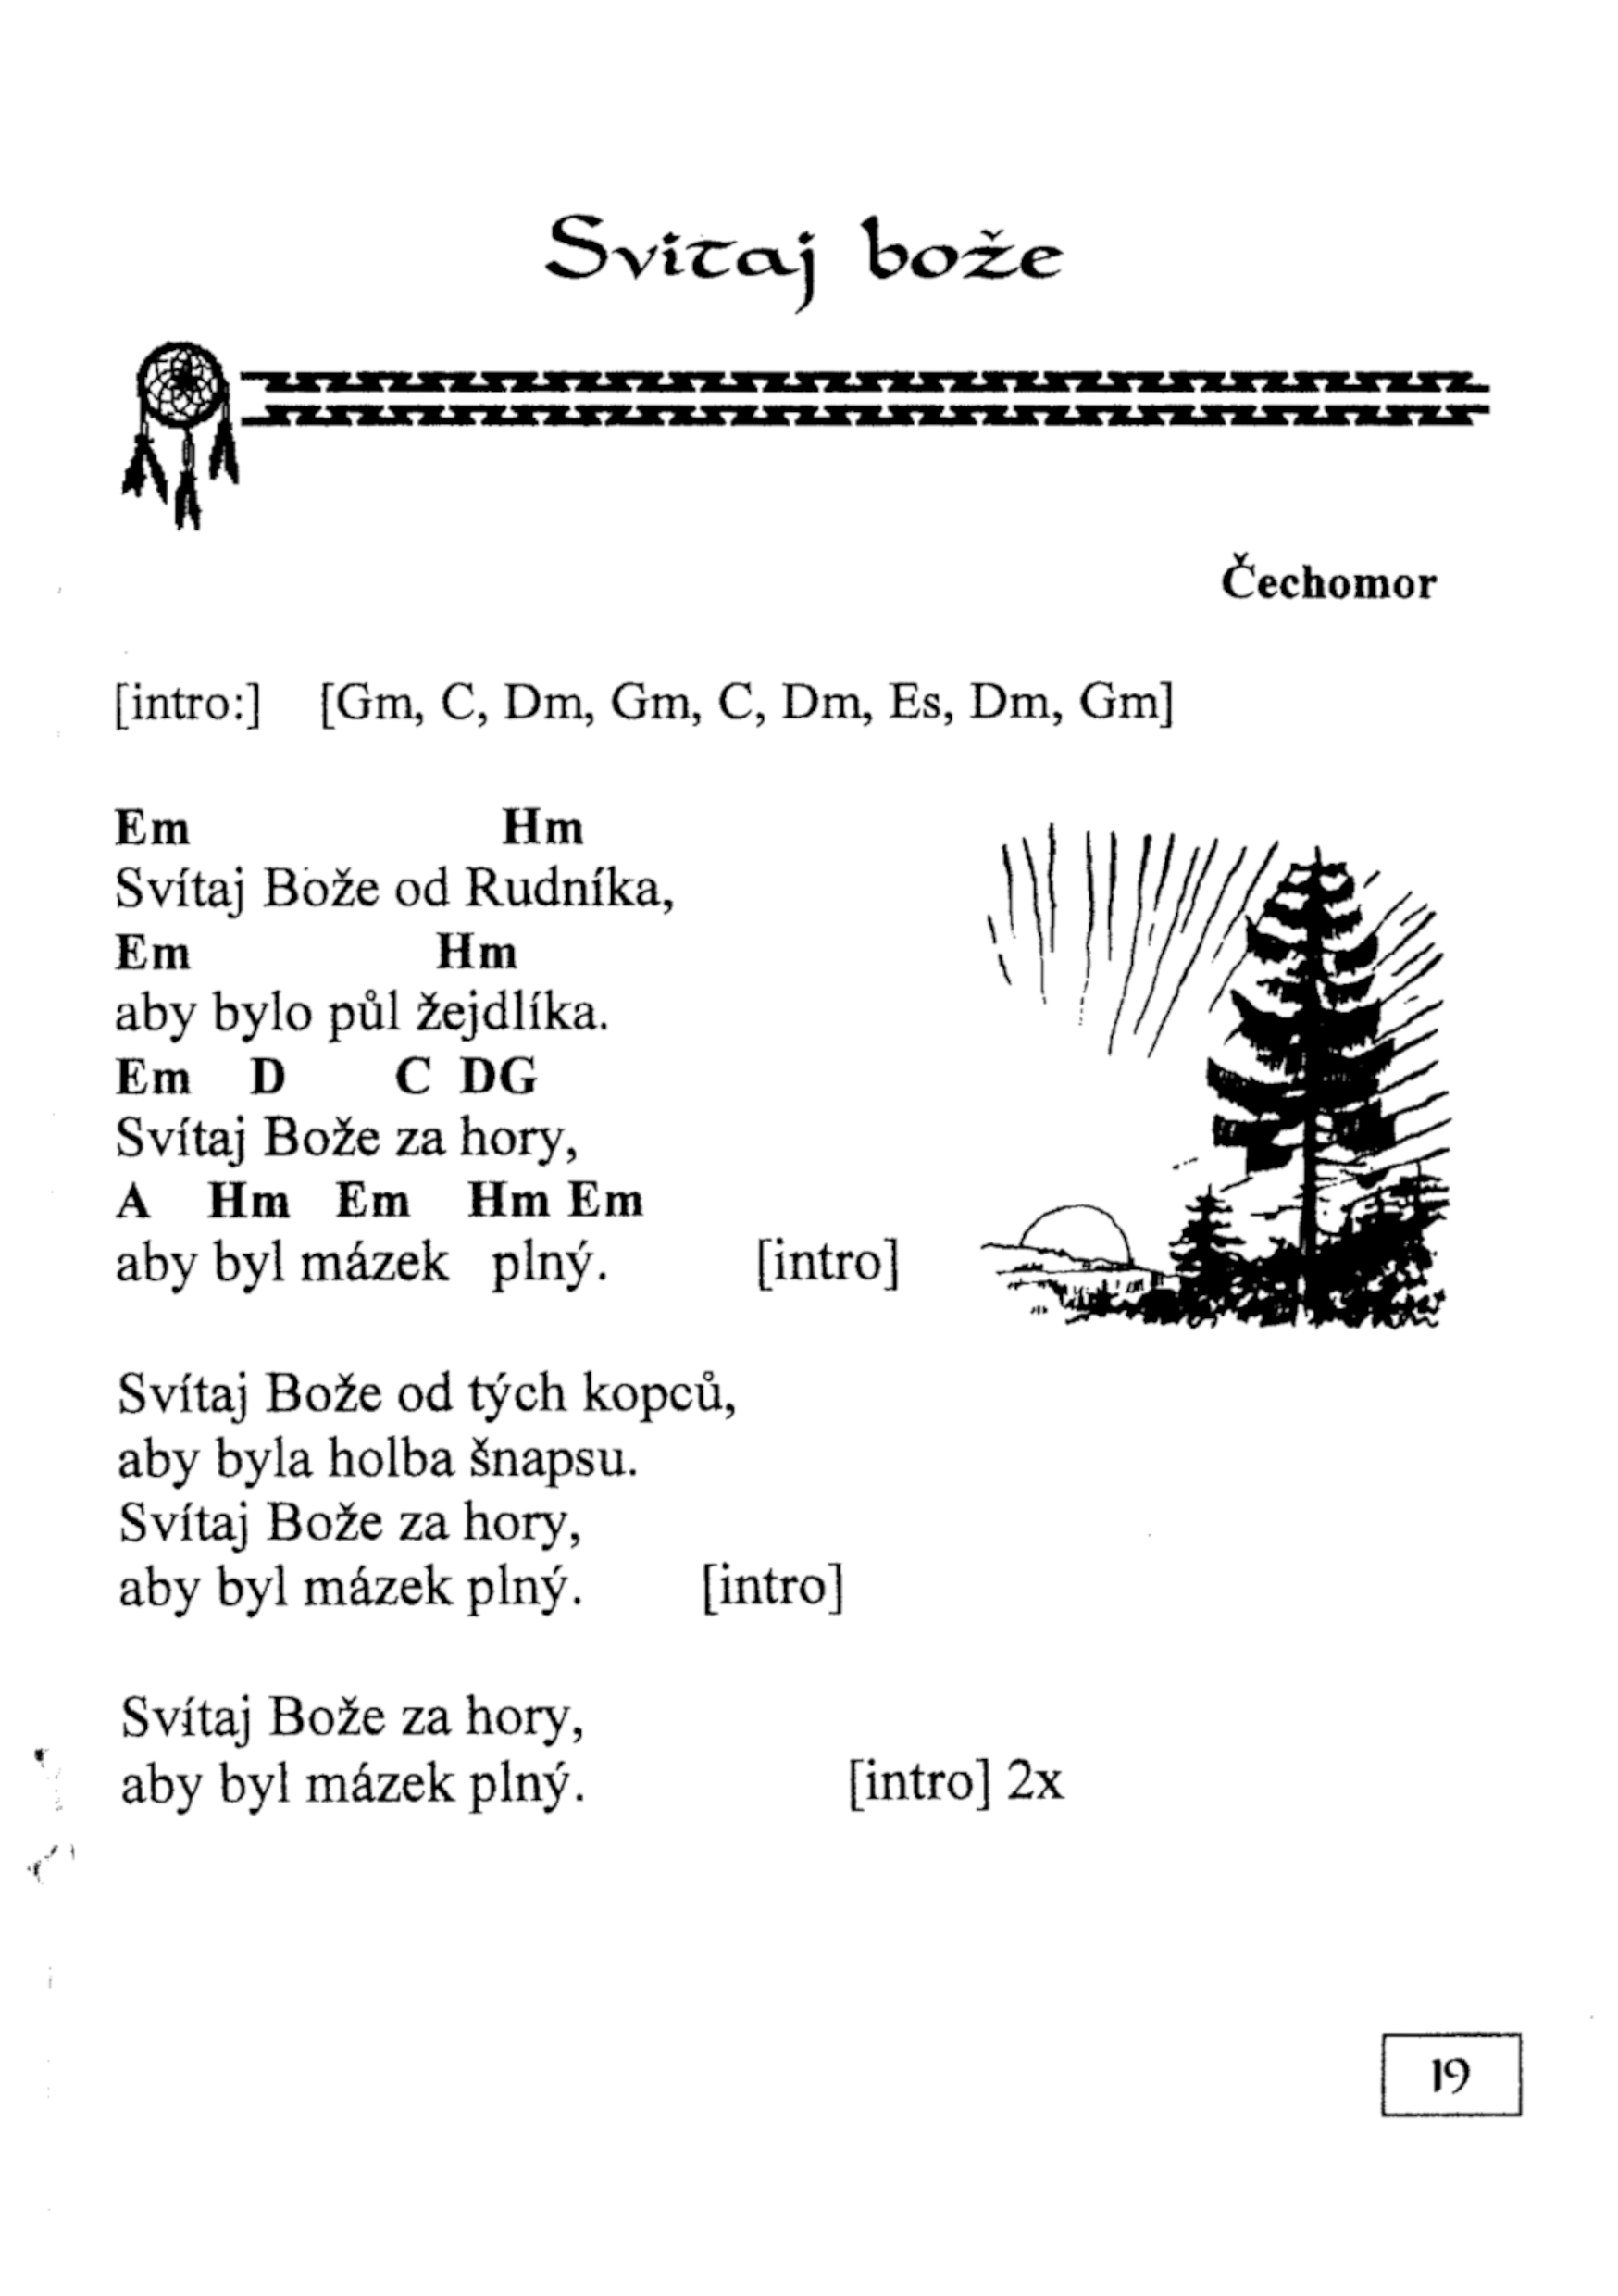 Svitaj bože
Čechomor
[intro:] [Gm, C, Dm, Gm, C, Dm, Es, Dm, Gm]
Em Hm
Svítaj Bože od Rudníka,
Em Hm
aby bylo půl žejdlíka.
Em D C DG
Svítaj Bože za hory,
A Hm Em Hm Em
aby byl mázek plný. [intro]
Svítaj Bože od tých kopců,
aby byla holba šnapsu.
Svítaj Bože za hory,
aby byl mázek plný. [intro]
Svítaj Bože za hory,
aby byl mázek plný. [intro] 2x
19